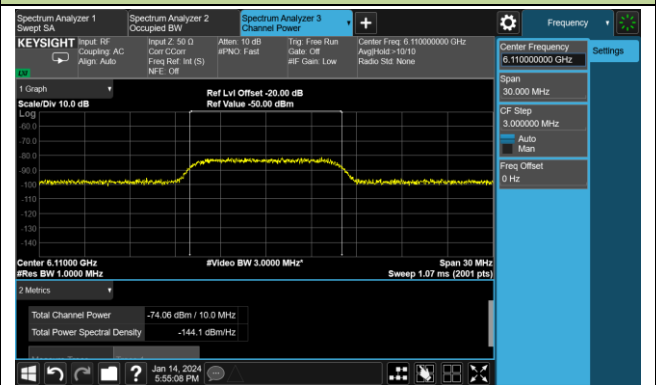 Spectrum Analyzer 1
Swept SA
Spectrum Analyzer 2
Occupied BW
Spectrum Analyzer 3
Channel Power
Frequency
KEYSIGHT
Input: RF
Coupling: AC
Align: Auto
Input Z: 50 Ω
Corr CCorr
Freq Ref: Int (S)
NFE: Off
Atten: 10 dB
#PNO: Fast
Trig: Free Run
Gate: Off
#IF Gain: Low
Center Freq: 6.110000000 GHz
Avg|Hold:>10/10
Radio Std: None
Center Frequency
6.110000000 GHz
Settings
Span
30.000 MHz
CF Step
3.000000 MHz
Auto
Man
Freq Offset
0 Hz
1 Graph
Scale/Div 10.0 dB
Ref Lvl Offset -20.00 dB
Ref Value -50.00 dBm
Log
-60.0
-70.0
-80.0
-90.0
-100
-110
-120
-130
-140
Center 6.11000 GHz
#Video BW 3.0000 MHz*
Span 30 MHz
#Res BW 1.0000 MHz
Sweep 1.07 ms (2001 pts)
2 Metrics
Total Channel Power -74.06 dBm / 10.0 MHz
Total Power Spectral Density -144.1 dBm/Hz
Jan 14, 2024
5:55:08 PM